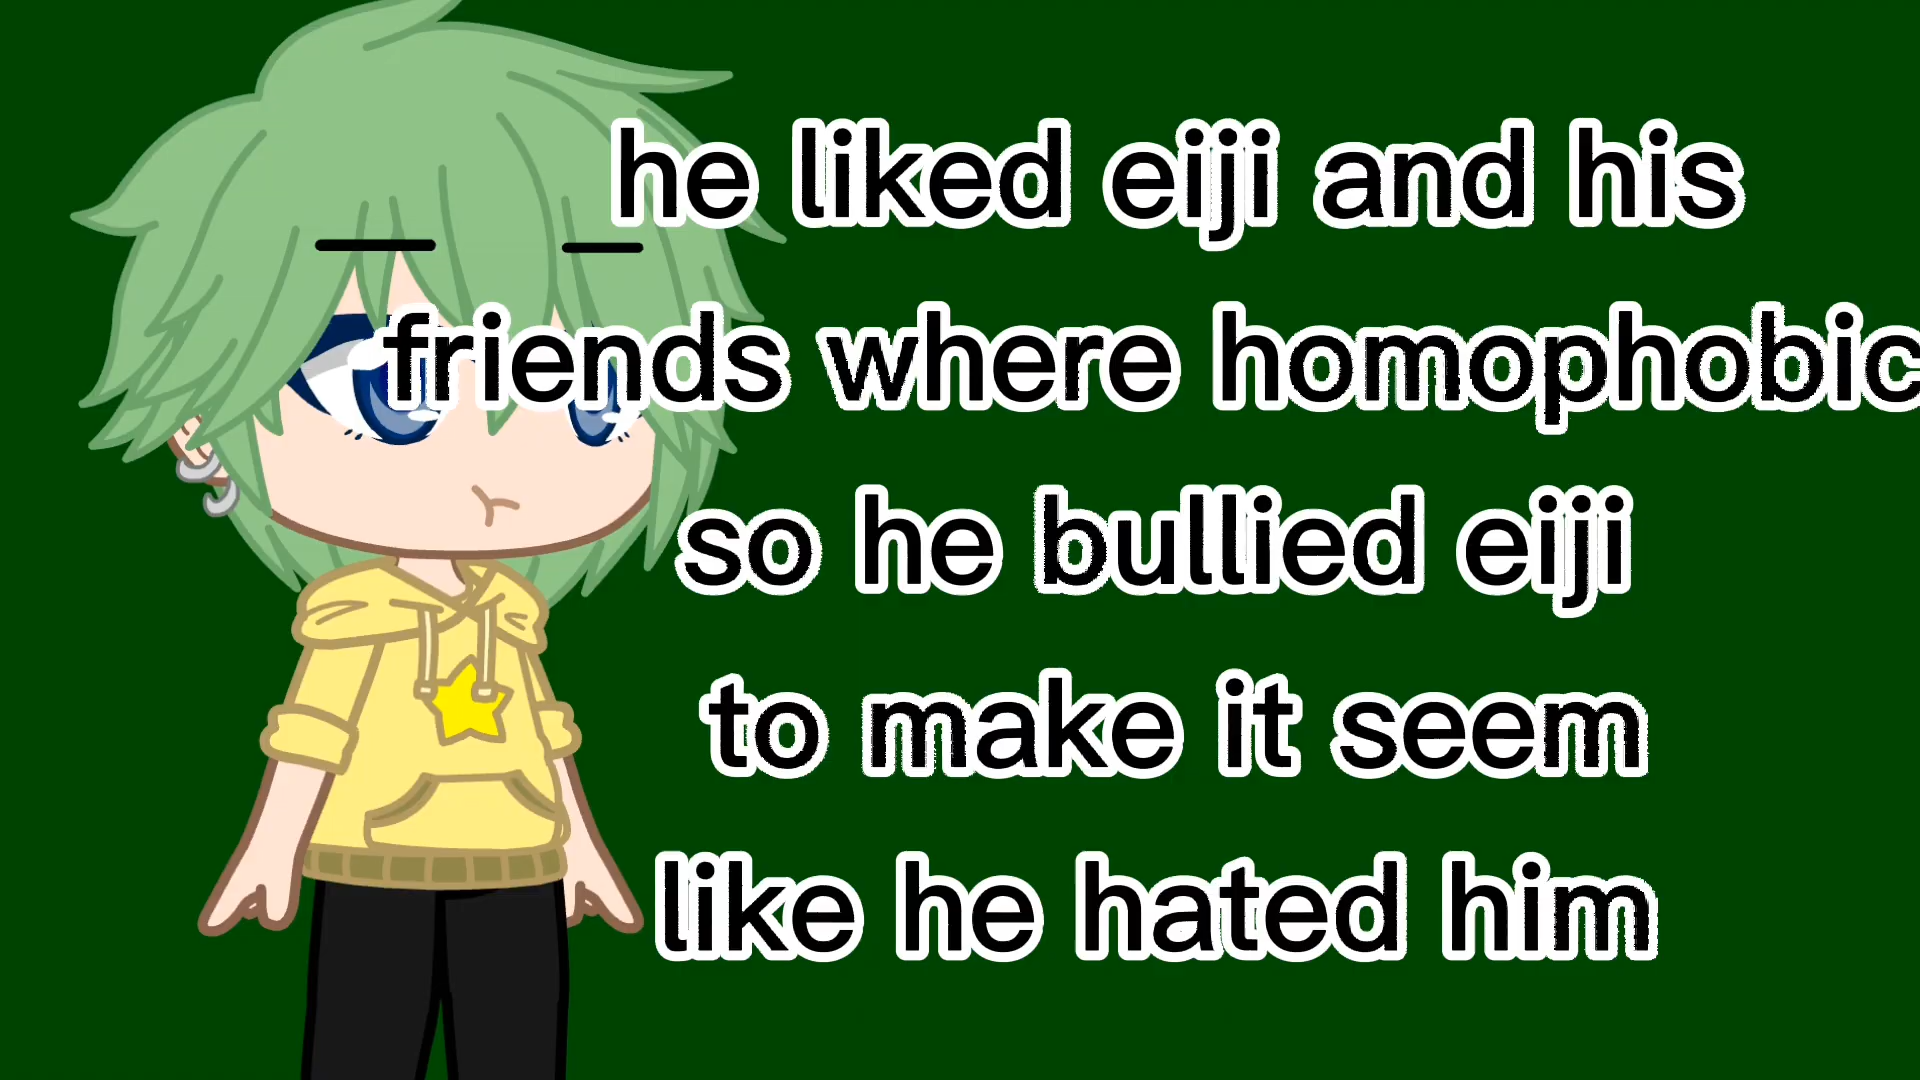 he liked eiji and his
friends where homophobic
so he bullied eiji
to make it seem
like he hated him